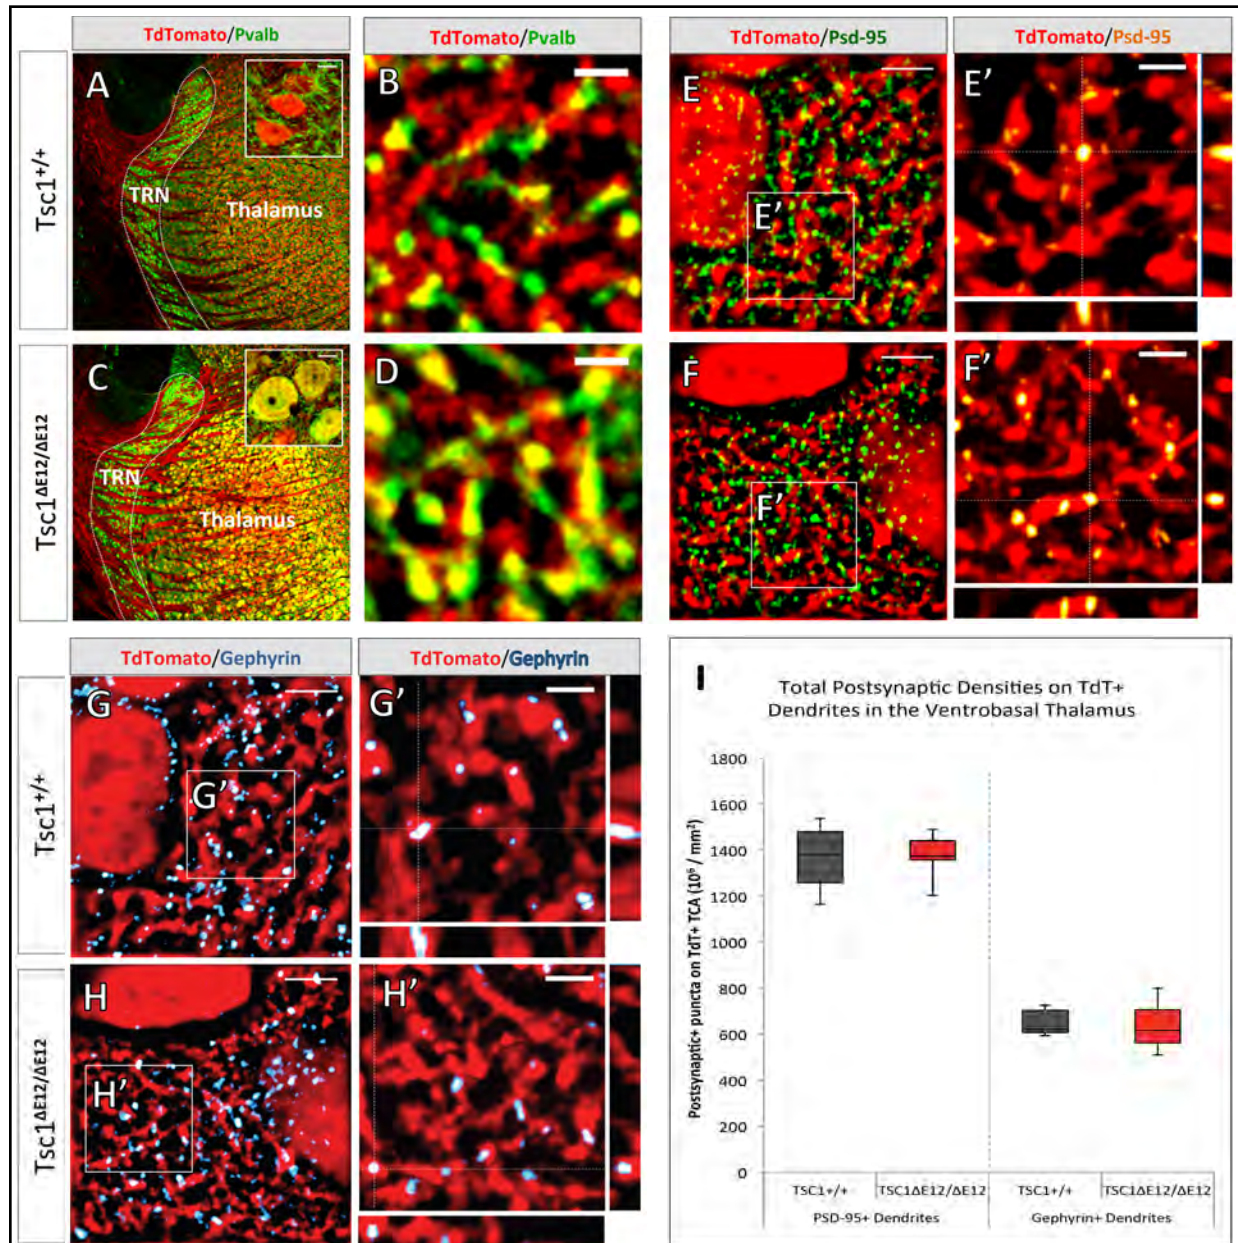 TdTomato/Pvalb
TdTomato/Pvalb
TdTomato/Psd-95
TdTomato/Psd-95
Tsc1+/+
A
TRN
Thalamus
B
E
E'
E'
Tsc1ΔE12/ΔE12
C
TRN
Thalamus
D
F
F'
F'
TdTomato/Gephyrin
TdTomato/Gephyrin
Tsc1+/+
G
G'
G'
Tsc1ΔE12/ΔE12
H
H'
H'
I
Total Postsynaptic Densities on TdT+
Dendrites in the Ventrobasal Thalamus
Postsynaptic+ puncta on TdT+ TCA (10⁶ / mm²)
1800
1600
1400
1200
1000
800
600
400
200
0
TSC1+/+
TSC1ΔE12/ΔE12
TSC1+/+
TSC1ΔE12/ΔE12
PSD-95+ Dendrites
Gephyrin+ Dendrites